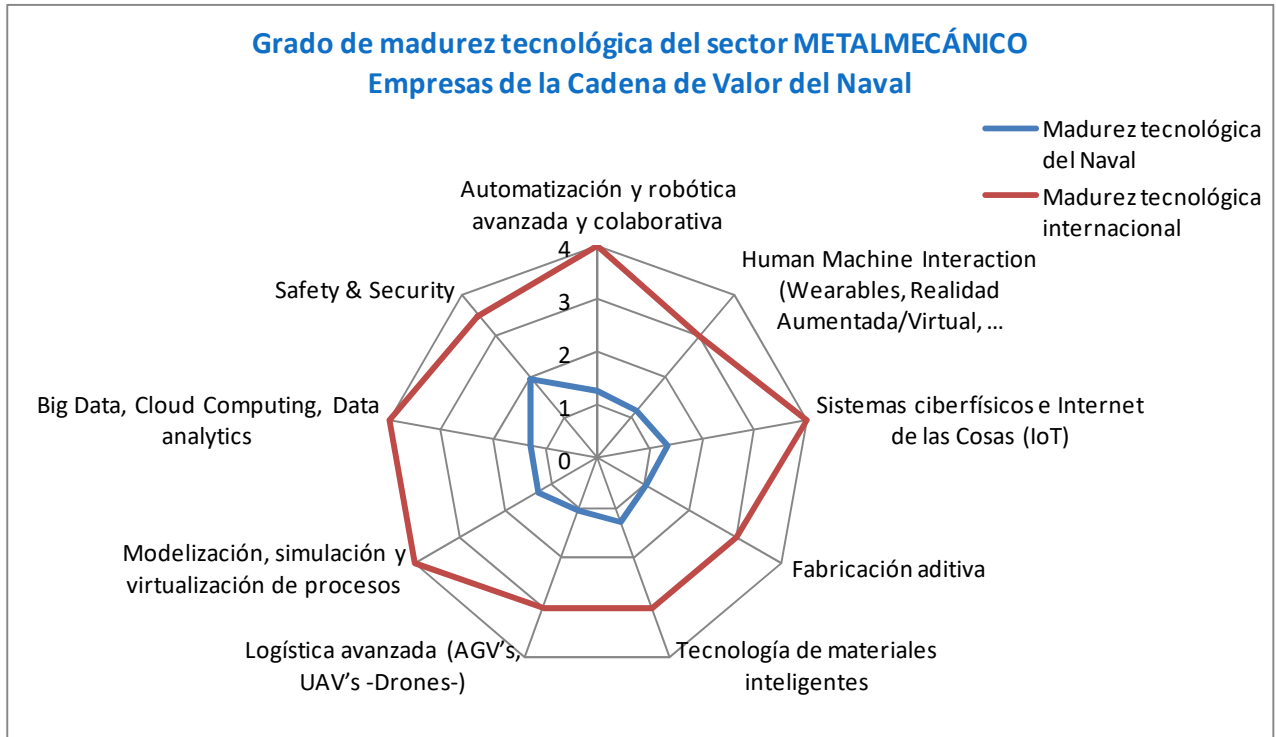 Grado de madurez tecnológica del sector METALMECÁNICO
Empresas de la Cadena de Valor del Naval
Madurez tecnológica
del Naval
Madurez tecnológica
internacional
Automatización y robótica
avanzada y colaborativa
Human Machine Interaction
(Wearables, Realidad
Aumentada/Virtual, ...
Sistemas ciberfísicos e Internet
de las Cosas (IoT)
Fabricación aditiva
Tecnología de materiales
inteligentes
Logística avanzada (AGV's,
UAV's -Drones-)
Modelización, simulación y
virtualización de procesos
Big Data, Cloud Computing, Data
analytics
Safety & Security
4
3
2
1
0